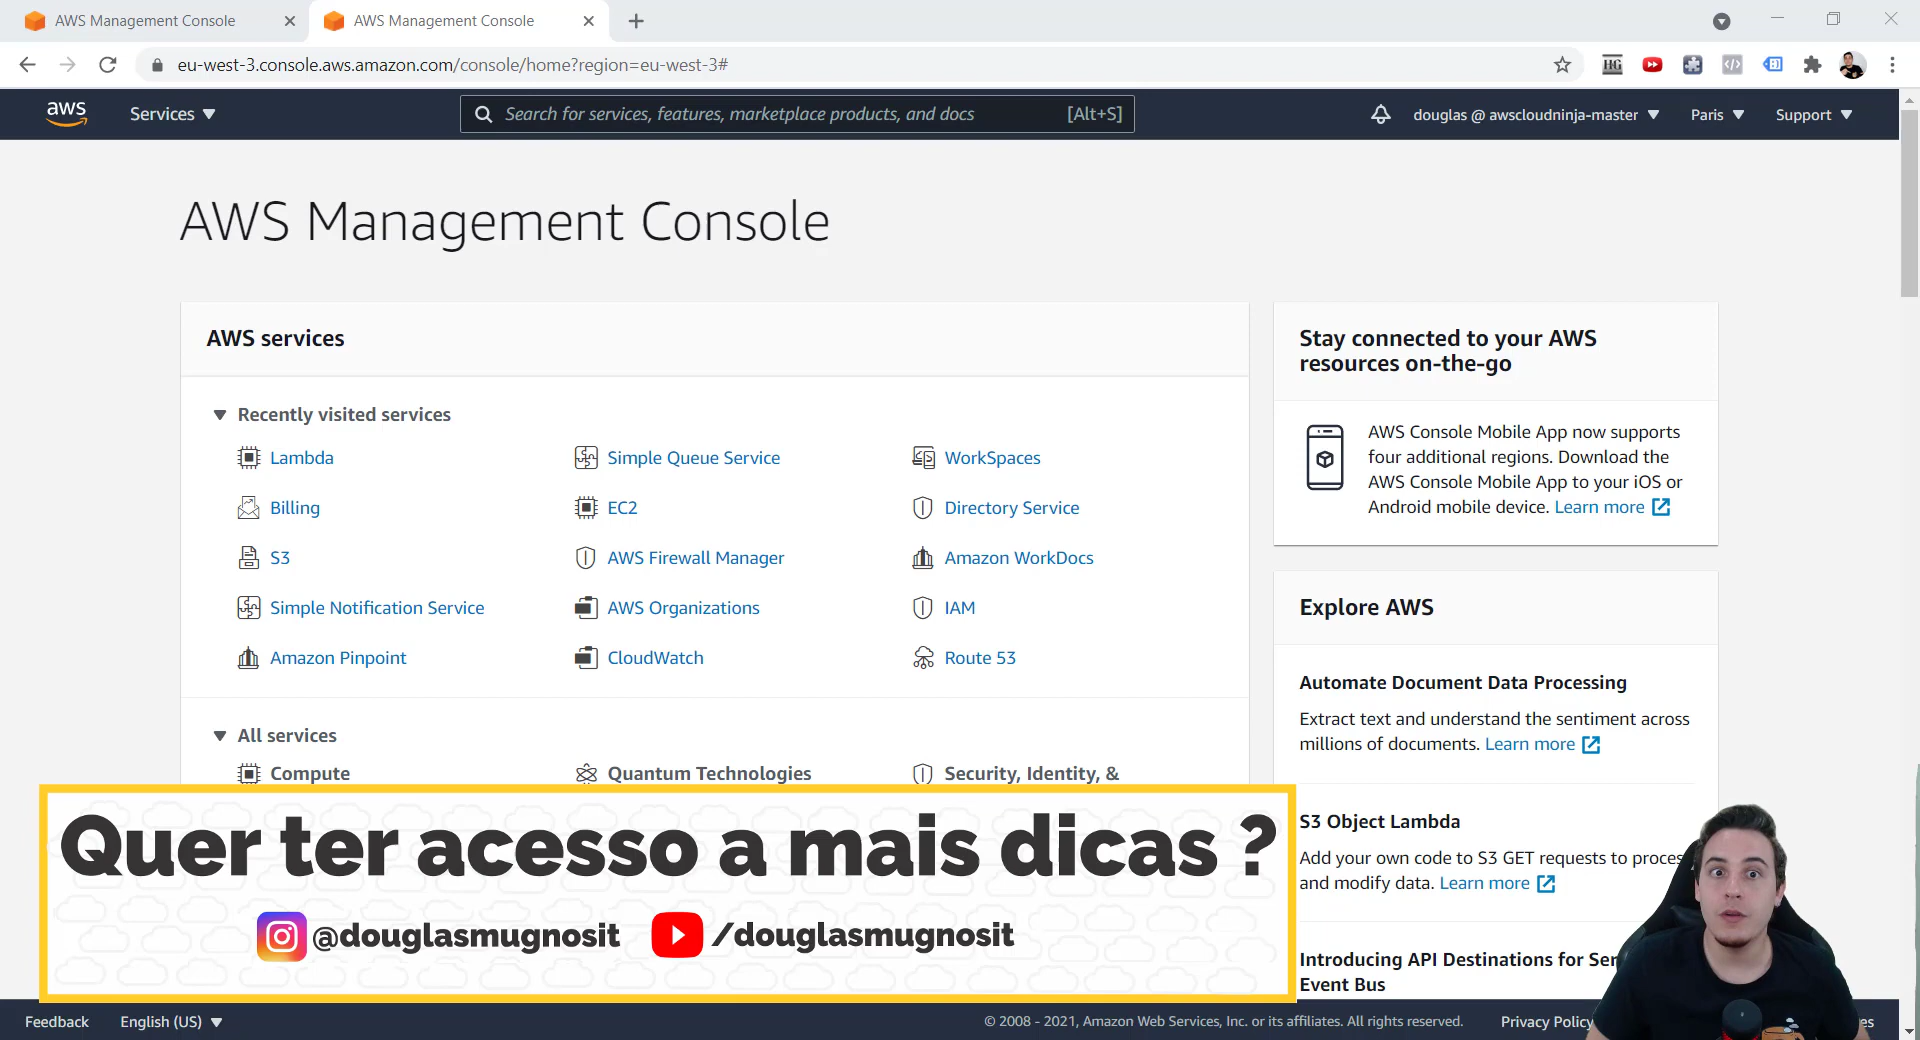 AWS Management Console
AWS Management Console
eu-west-3.console.aws.amazon.com/console/home?region=eu-west-3#
HG
aws
Services
Search for services, features, marketplace products, and docs [Alt+S]
douglas @ awscloudninja-master
Paris
Support
AWS Management Console
AWS services
Recently visited services
Lambda
Simple Queue Service
WorkSpaces
Billing
EC2
Directory Service
S3
AWS Firewall Manager
Amazon WorkDocs
Simple Notification Service
AWS Organizations
IAM
Amazon Pinpoint
CloudWatch
Route 53
All services
Compute
Quantum Technologies
Security, Identity, &
Stay connected to your AWS
resources on-the-go
AWS Console Mobile App now supports
four additional regions. Download the
AWS Console Mobile App to your iOS or
Android mobile device. Learn more
Explore AWS
Automate Document Data Processing
Extract text and understand the sentiment across
millions of documents. Learn more
S3 Object Lambda
Add your own code to S3 GET requests to proces
and modify data. Learn more
Introducing API Destinations for Ser
Event Bus
Quer ter acesso a mais dicas ?
@douglasmugnosit
/douglasmugnosit
Feedback
English (US)
© 2008 - 2021, Amazon Web Services, Inc. or its affiliates. All rights reserved.
Privacy Policy
es